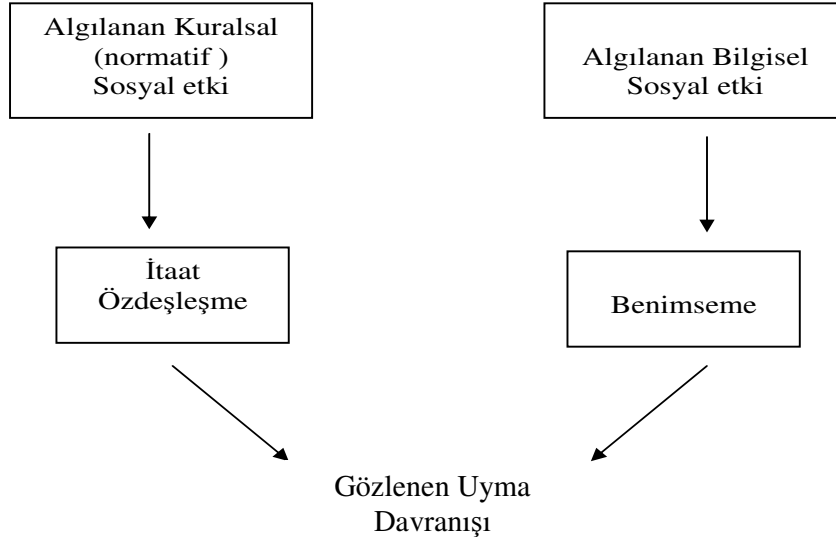 Algılanan Kuralsal
(normatif )
Sosyal etki
Algılanan Bilgisel
Sosyal etki
İtaat
Özdeşleşme
Benimseme
Gözlenen Uyma
Davranışı